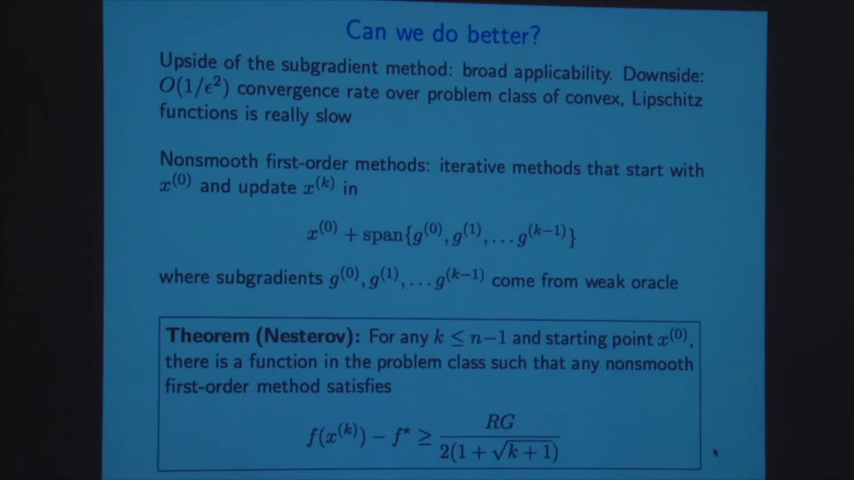 Can we do better?
Upside of the subgradient method: broad applicability. Downside:
O(1/ϵ²) convergence rate over problem class of convex, Lipschitz
functions is really slow
Nonsmooth first-order methods: iterative methods that start with
x⁽⁰⁾ and update x⁽ᵏ⁾ in
x⁽⁰⁾ + span{g⁽⁰⁾, g⁽¹⁾, … g⁽ᵏ⁻¹⁾}
where subgradients g⁽⁰⁾, g⁽¹⁾, … g⁽ᵏ⁻¹⁾ come from weak oracle
Theorem (Nesterov): For any k ≤ n−1 and starting point x⁽⁰⁾,
there is a function in the problem class such that any nonsmooth
first-order method satisfies
f(x⁽ᵏ⁾) − f⋆ ≥ RG / 2(1 + √(k + 1))